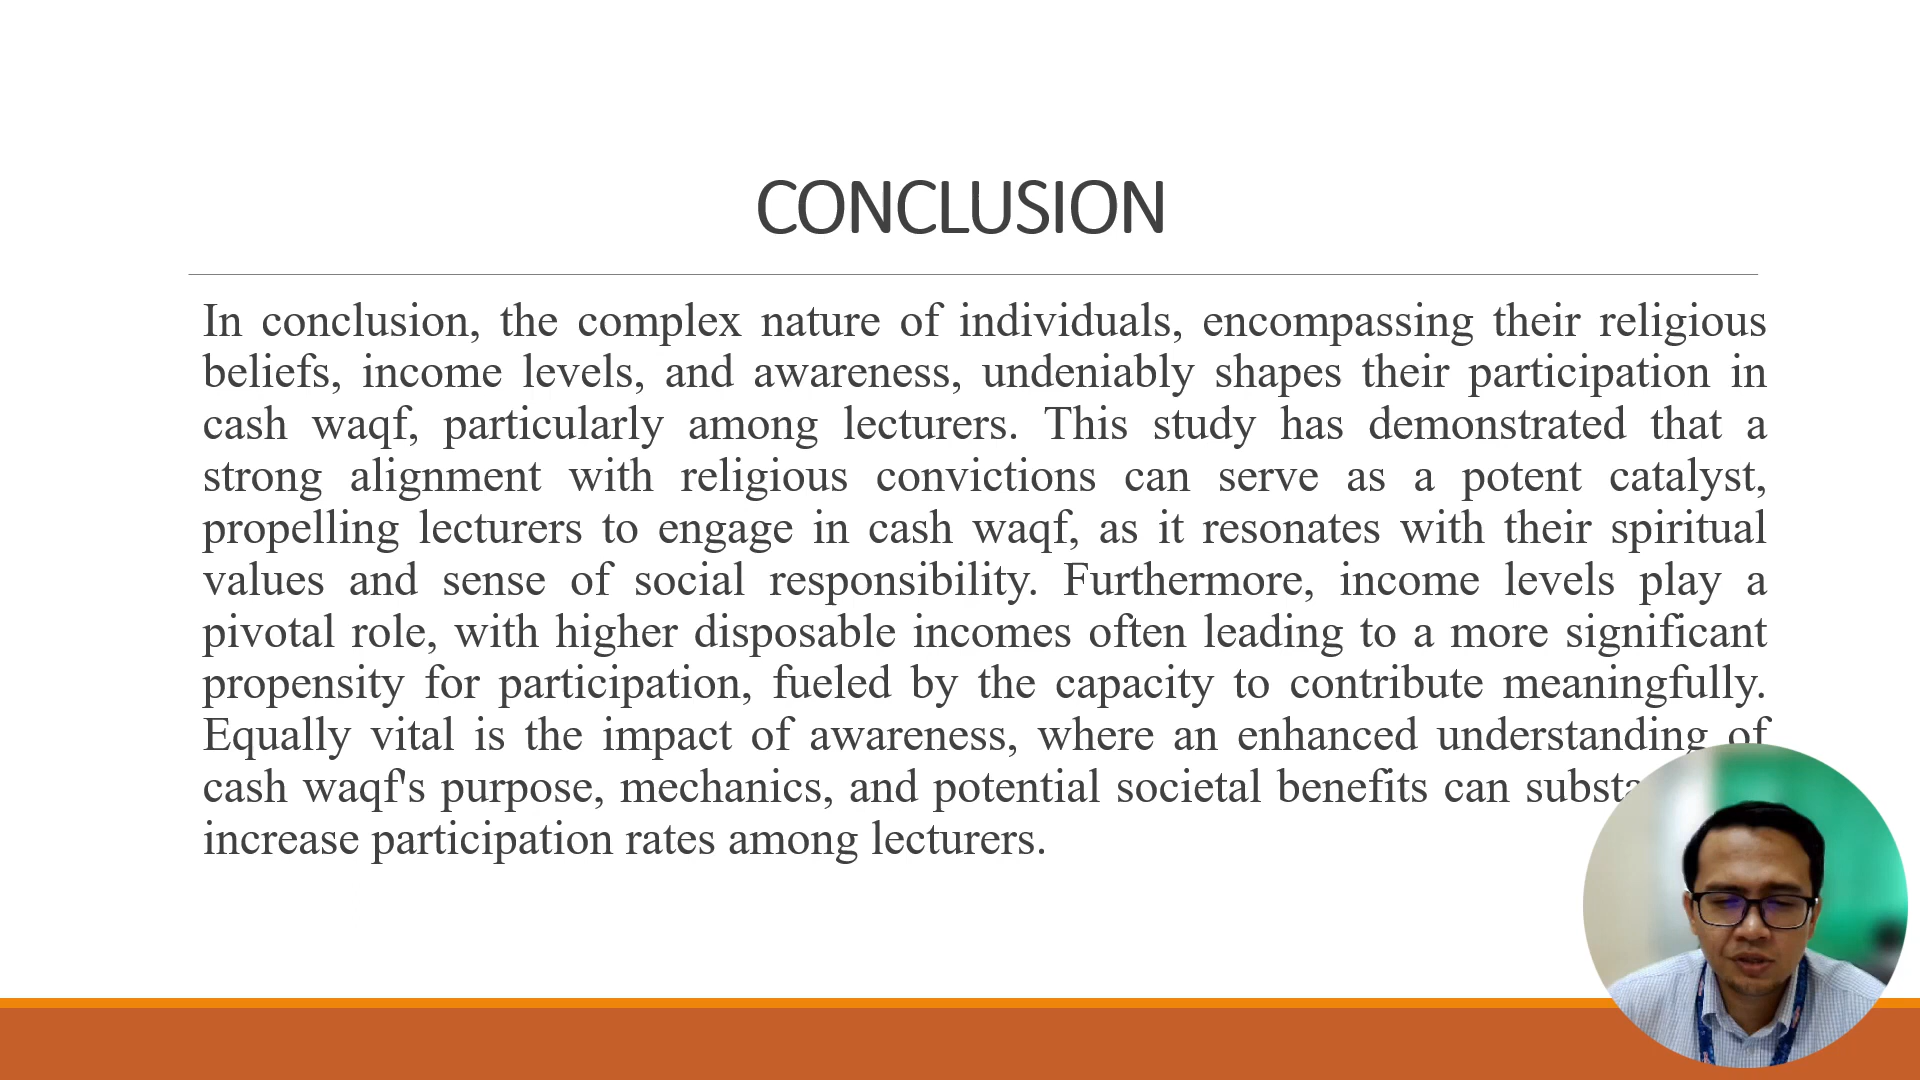 CONCLUSION
In conclusion, the complex nature of individuals, encompassing their religious
beliefs, income levels, and awareness, undeniably shapes their participation in
cash waqf, particularly among lecturers. This study has demonstrated that a
strong alignment with religious convictions can serve as a potent catalyst,
propelling lecturers to engage in cash waqf, as it resonates with their spiritual
values and sense of social responsibility. Furthermore, income levels play a
pivotal role, with higher disposable incomes often leading to a more significant
propensity for participation, fueled by the capacity to contribute meaningfully.
Equally vital is the impact of awareness, where an enhanced understanding of
cash waqf's purpose, mechanics, and potential societal benefits can
increase participation rates among lecturers.